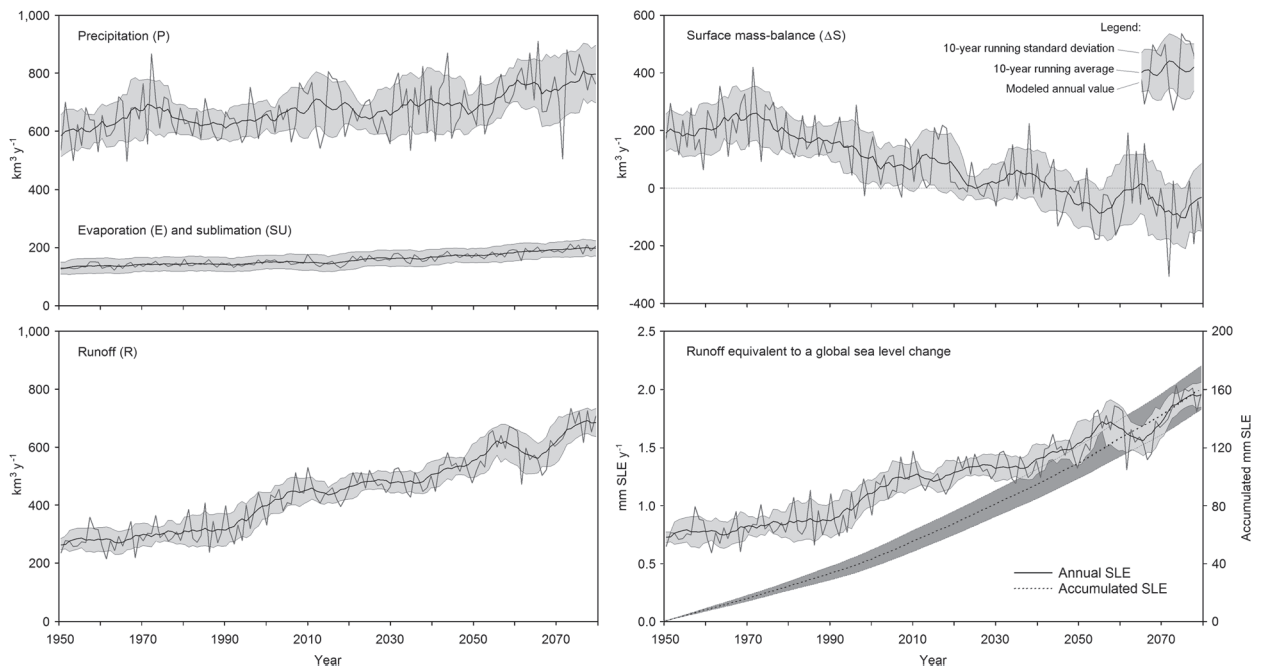 1,000
800
600
400
200
0
km³ y⁻¹
Precipitation (P)
Evaporation (E) and sublimation (SU)
600
400
200
0
-200
-400
km³ y⁻¹
Surface mass-balance (ΔS)
Legend:
10-year running standard deviation
10-year running average
Modeled annual value
1,000
800
600
400
200
0
km³ y⁻¹
Runoff (R)
1950 1970 1990 2010 2030 2050 2070
Year
2.5
2.0
1.5
1.0
0.5
0.0
mm SLE y⁻¹
Runoff equivalent to a global sea level change
Annual SLE
Accumulated SLE
200
160
120
80
40
0
Accumulated mm SLE
1950 1970 1990 2010 2030 2050 2070
Year